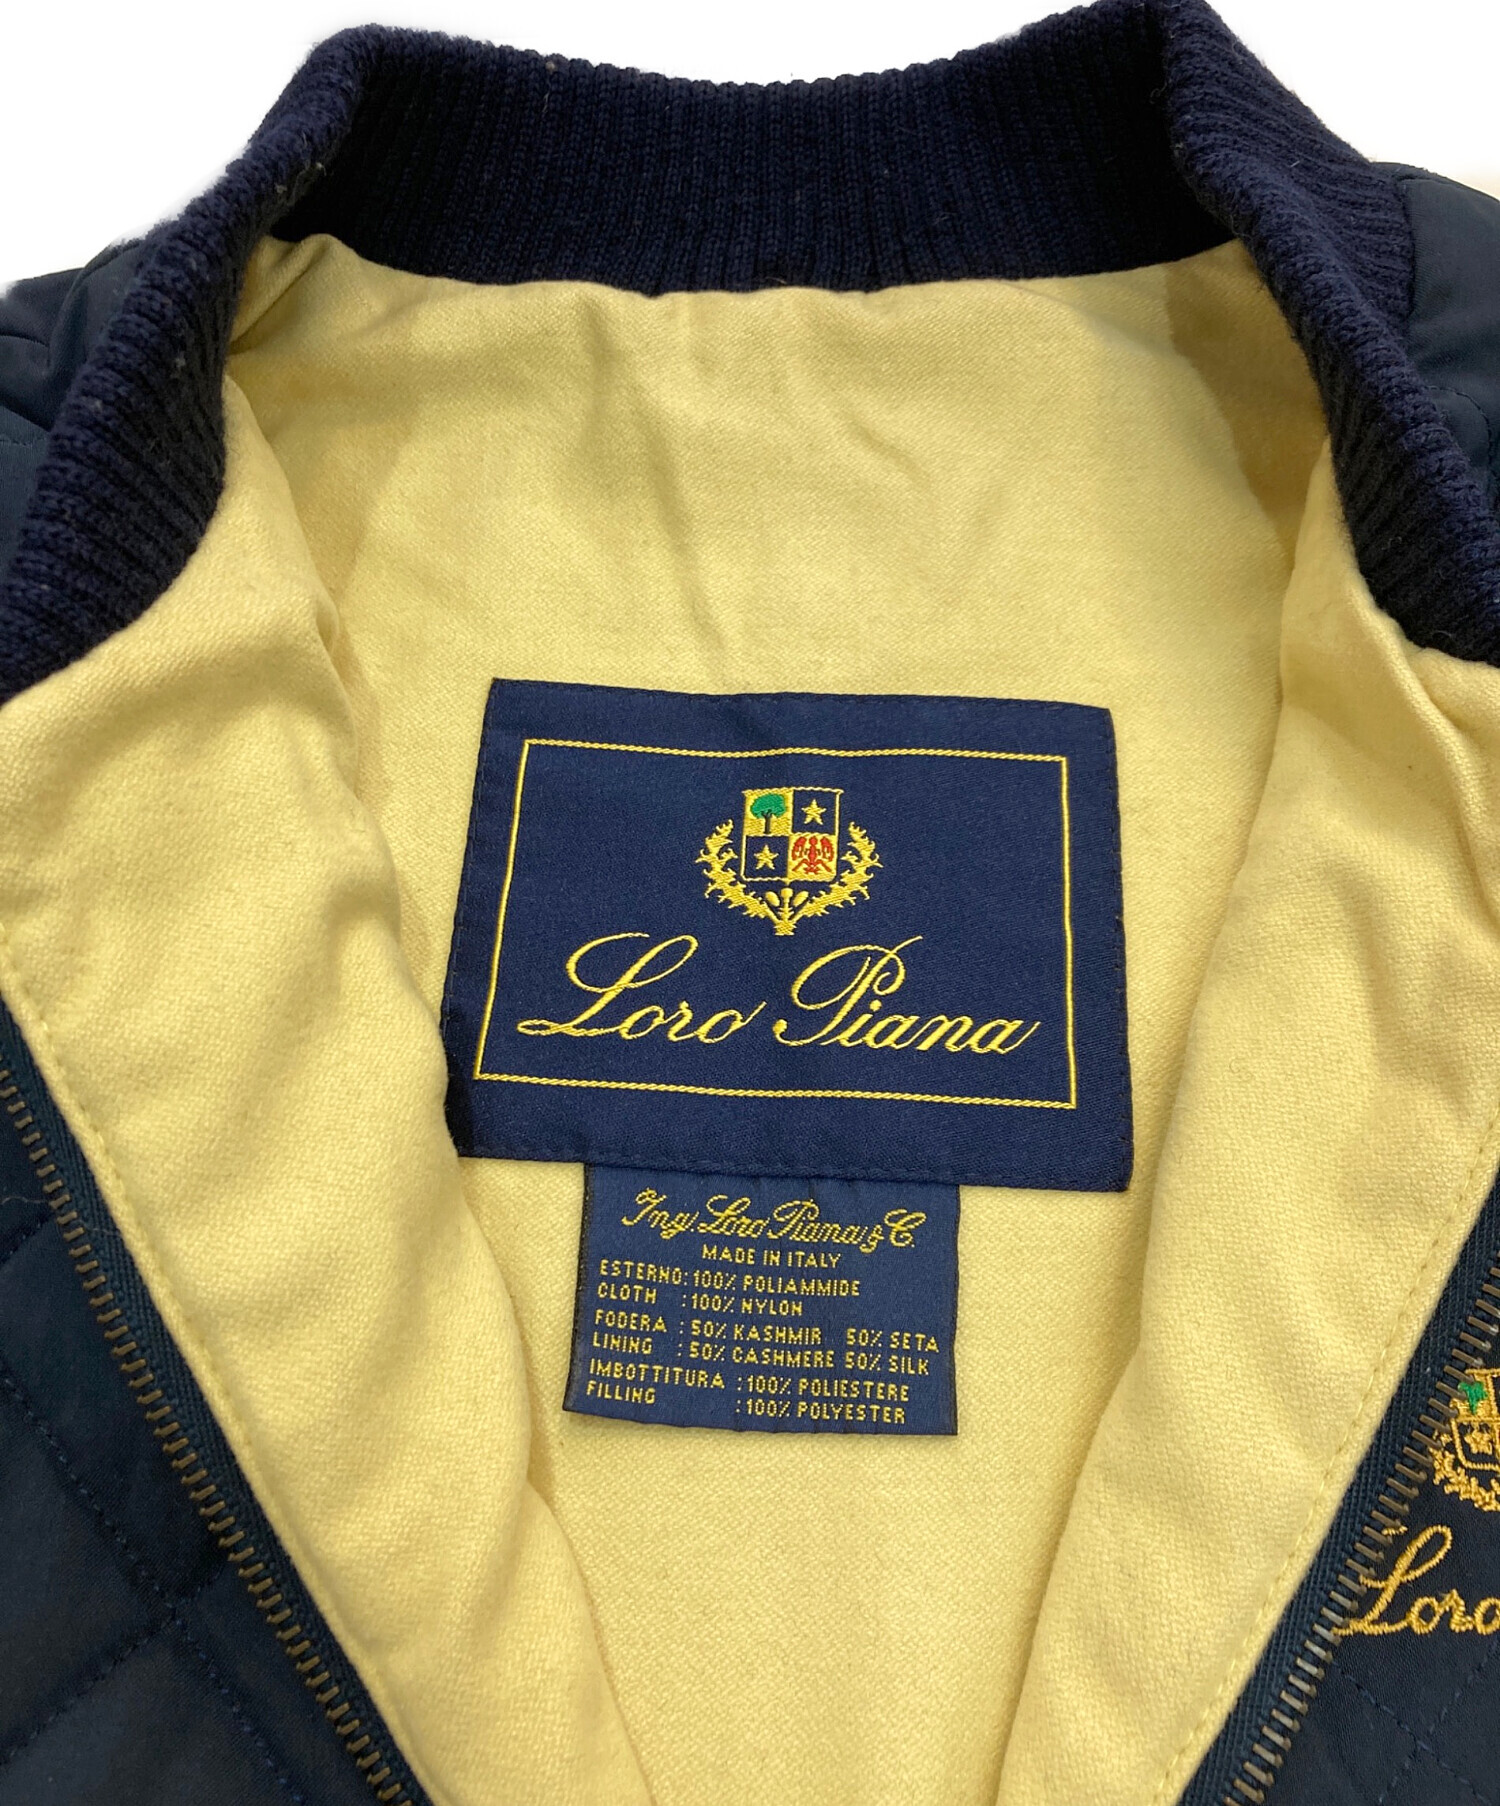 Loro Piana
Ing. Loro Piana & C.
MADE IN ITALY
ESTERNO: 100% POLIAMMIDE
CLOTH : 100% NYLON
FODERA : 50% KASHMIR 50% SETA
LINING : 50% CASHMERE 50% SILK
IMBOTTITURA : 100% POLIESTERE
FILLING : 100% POLYESTER
Loro